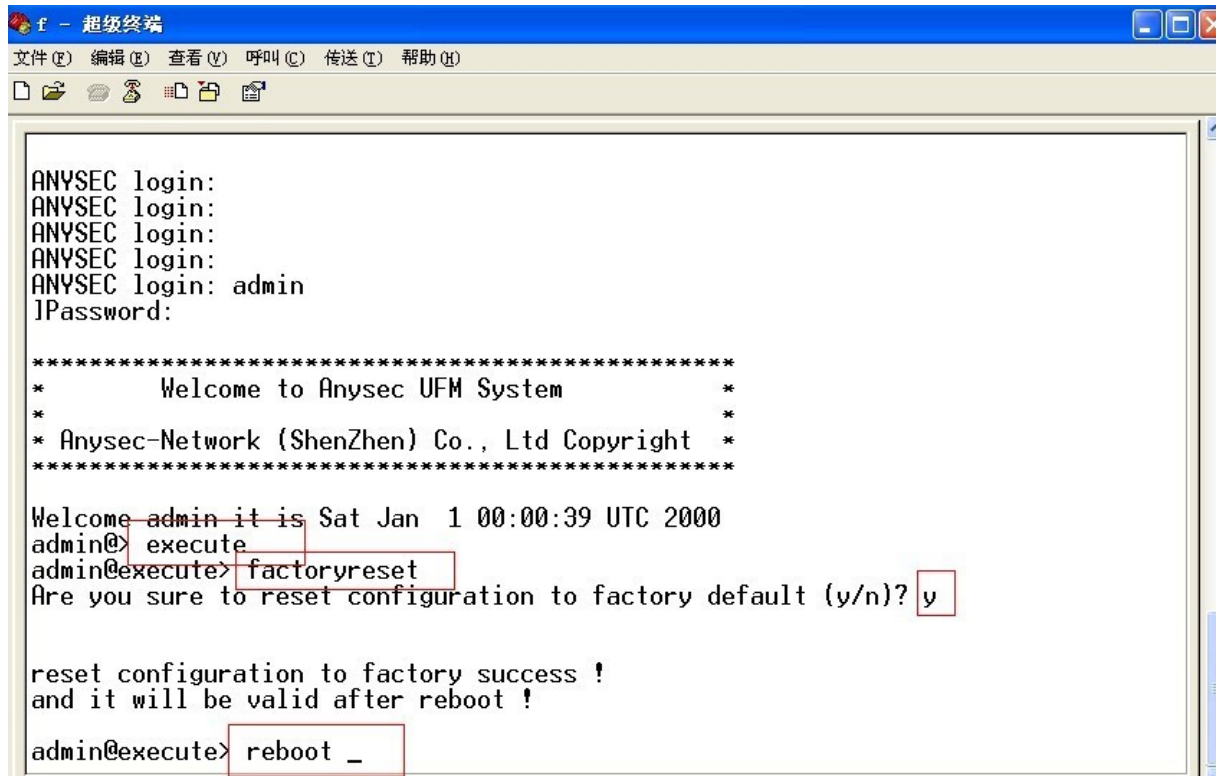 f - 超级终端
文件(F) 编辑(E) 查看(V) 呼叫(C) 传送(T) 帮助(H)
ANYSEC login:
ANYSEC login:
ANYSEC login:
ANYSEC login:
ANYSEC login: admin
]Password:
*************************************************
* Welcome to Anysec UFM System *
* *
* Anysec-Network (ShenZhen) Co., Ltd Copyright *
*************************************************
Welcome admin it is Sat Jan 1 00:00:39 UTC 2000
admin@> execute
admin@execute> factoryreset
Are you sure to reset configuration to factory default (y/n)? y
reset configuration to factory success !
and it will be valid after reboot !
admin@execute> reboot _